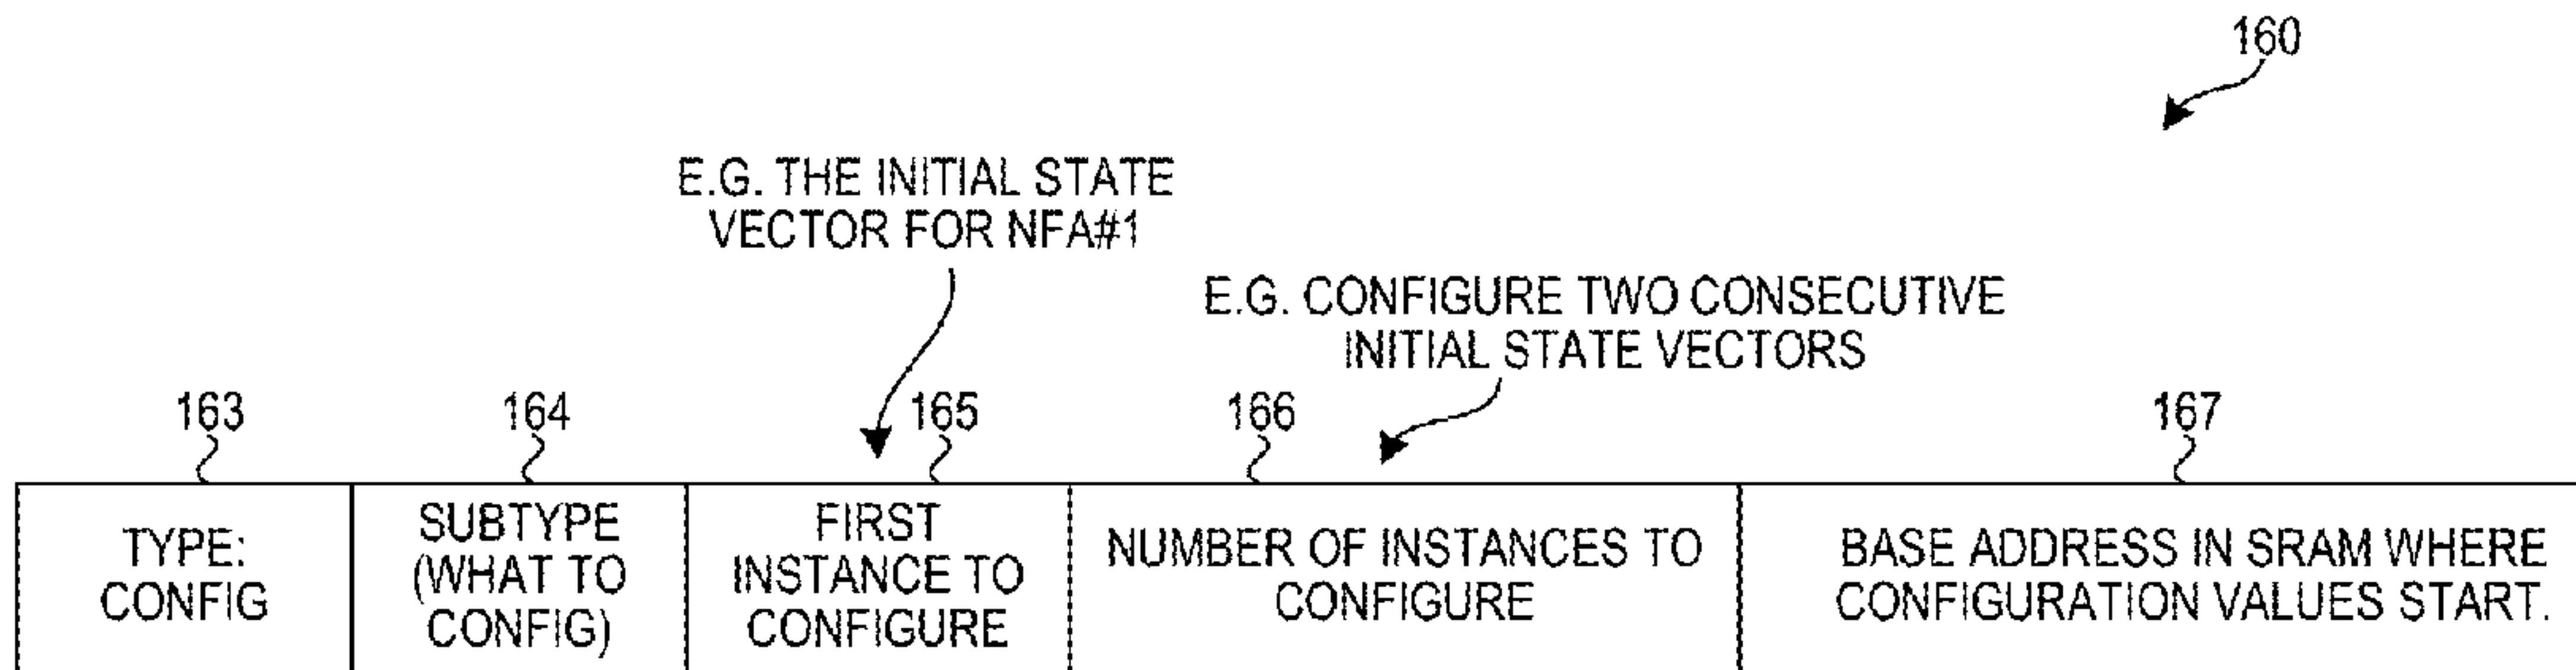 160
E.G. THE INITIAL STATE
VECTOR FOR NFA#1
E.G. CONFIGURE TWO CONSECUTIVE
INITIAL STATE VECTORS
163
164
165
166
167
TYPE:
CONFIG
SUBTYPE
(WHAT TO
CONFIG)
FIRST
INSTANCE TO
CONFIGURE
NUMBER OF INSTANCES TO
CONFIGURE
BASE ADDRESS IN SRAM WHERE
CONFIGURATION VALUES START.